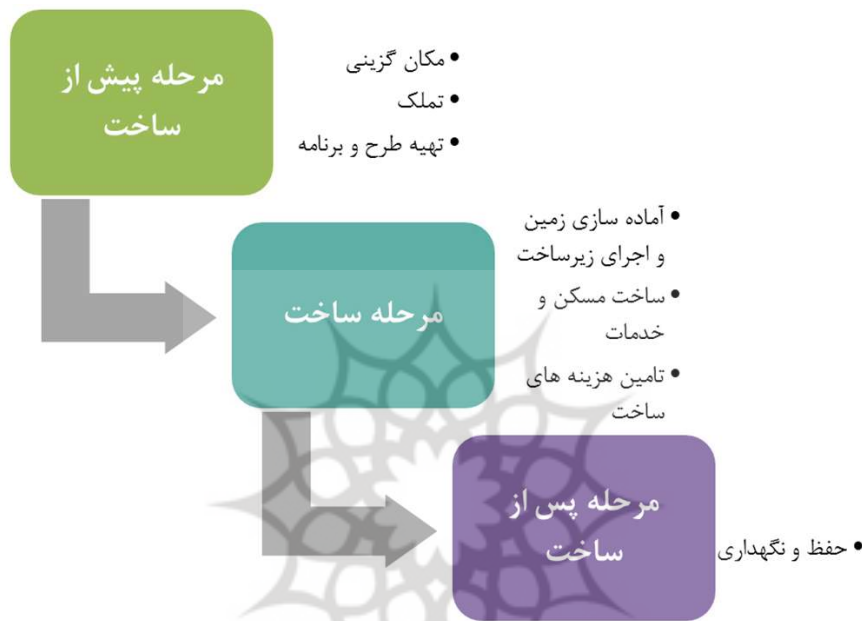 مرحله پیش از
ساخت
• مکان گزینی
• تملک
• تهیه طرح و برنامه
مرحله ساخت
• آماده سازی زمین
و اجرای زیرساخت
• ساخت مسکن و
خدمات
• تامین هزینه های
ساخت
مرحله پس از
ساخت
• حفظ و نگهداری